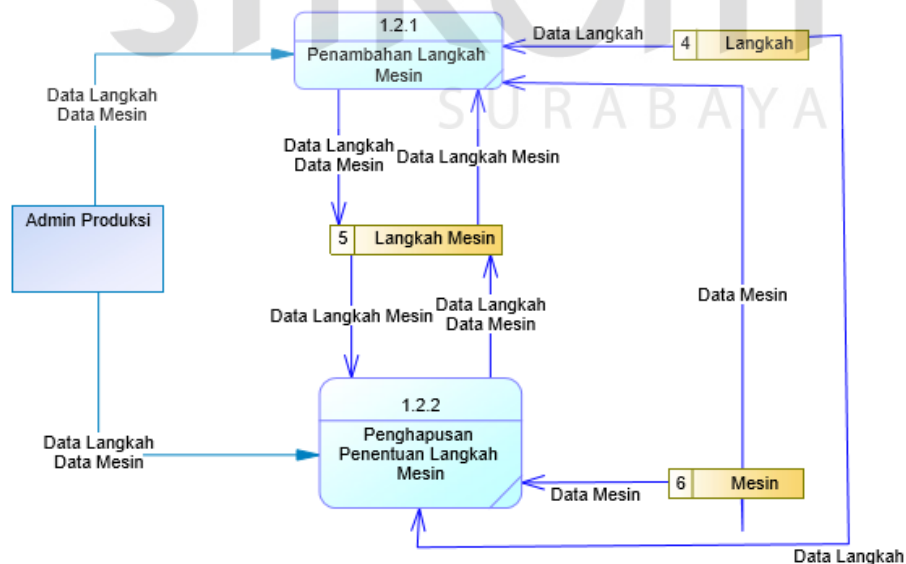 1.2.1
Penambahan Langkah
Mesin
Data Langkah
4 Langkah
Data Langkah
Data Mesin
SURABAYA
Data Langkah
Data Mesin
Data Langkah Mesin
Admin Produksi
5 Langkah Mesin
Data Mesin
Data Langkah Mesin
Data Langkah
Data Mesin
1.2.2
Penghapusan
Penentuan Langkah
Mesin
Data Langkah
Data Mesin
6 Mesin
Data Mesin
Data Langkah